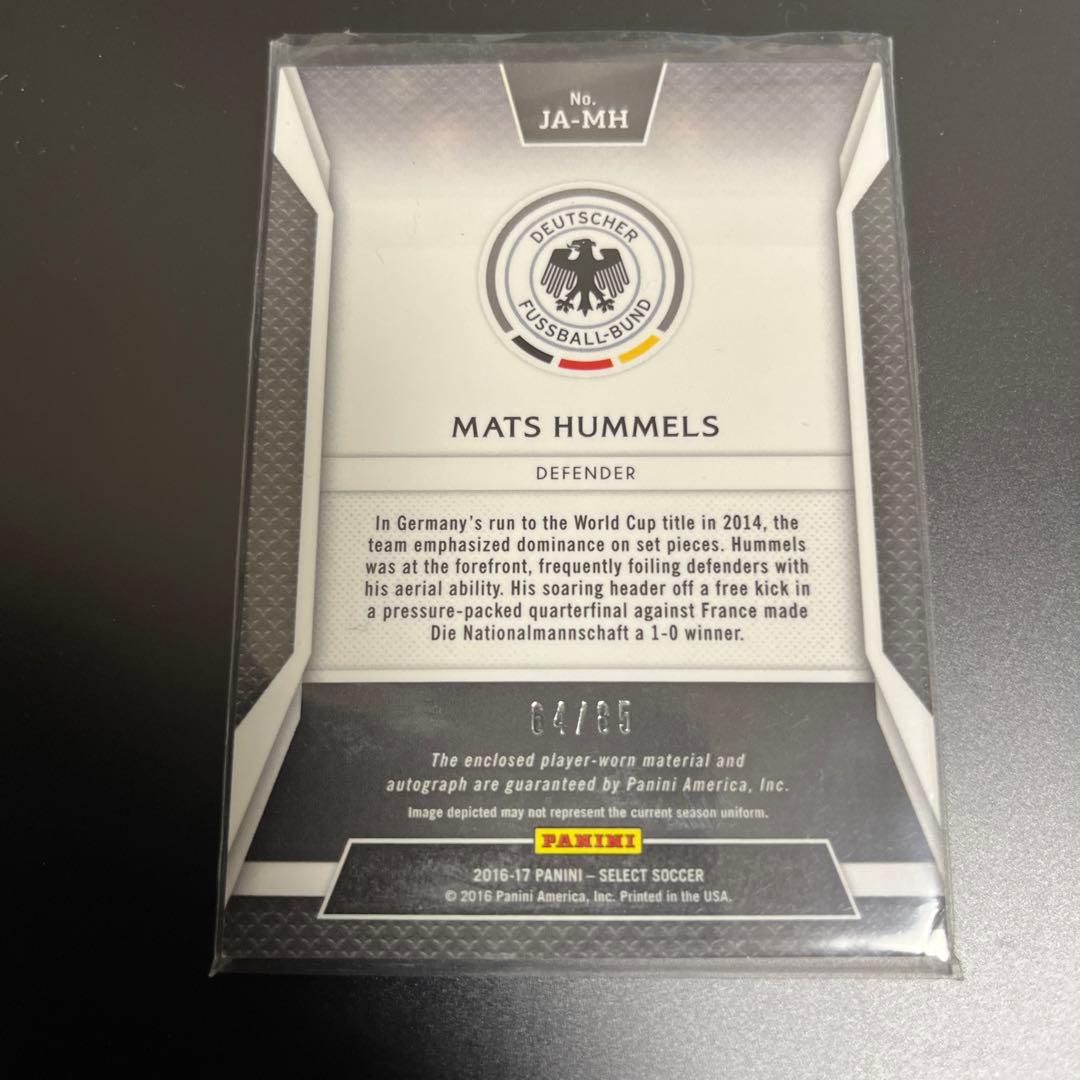 No.
JA-MH
DEUTSCHER
FUSSBALL-BUND
MATS HUMMELS
DEFENDER
In Germany's run to the World Cup title in 2014, the
team emphasized dominance on set pieces. Hummels
was at the forefront, frequently foiling defenders with
his aerial ability. His soaring header off a free kick in
a pressure-packed quarterfinal against France made
Die Nationalmannschaft a 1-0 winner.
64/85
The enclosed player-worn material and
autograph are guaranteed by Panini America, Inc.
Image depicted may not represent the current season uniform.
PANINI
2016-17 PANINI – SELECT SOCCER
© 2016 Panini America, Inc. Printed in the USA.